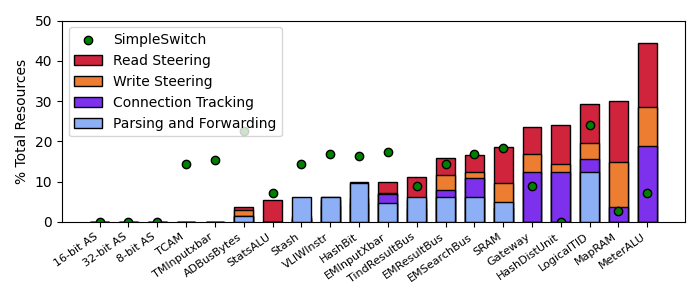 50
40
30
20
10
0
% Total Resources
SimpleSwitch
Read Steering
Write Steering
Connection Tracking
Parsing and Forwarding
16-bit AS
32-bit AS
8-bit AS
TCAM
TMInputxbar
ADBusBytes
StatsALU
Stash
VLIWInstr
HashBit
EMInputXbar
TindResultBus
EMResultBus
EMSearchBus
SRAM
Gateway
HashDistUnit
LogicalTID
MapRAM
MeterALU